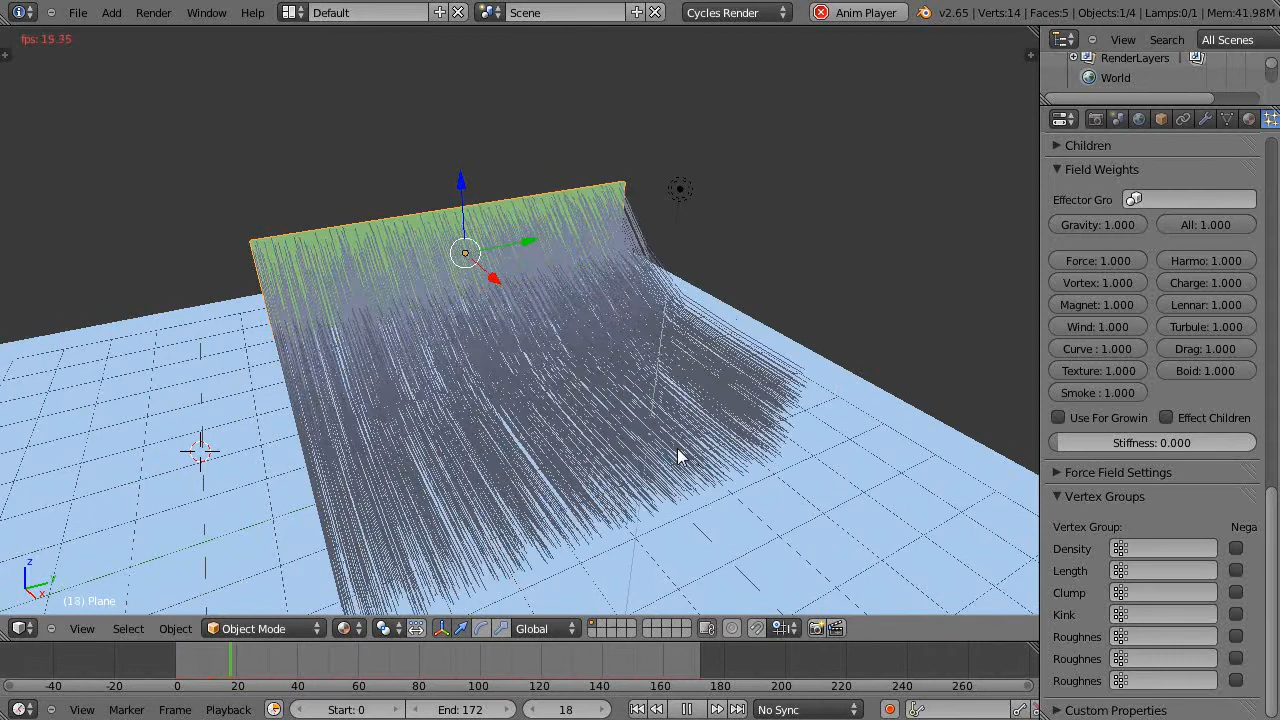 File Add Render Window Help Default Scene Cycles Render Anim Player v2.65 | Verts:14 | Faces:5 | Objects:1/4 | Lamps:0/1 | Mem:41.98M
fps: 15.35
View Search All Scenes
RenderLayers
World
Children
Field Weights
Effector Gro
Gravity: 1.000 All: 1.000
Force: 1.000 Harmo: 1.000
Vortex: 1.000 Charge: 1.000
Magnet: 1.000 Lennar: 1.000
Wind: 1.000 Turbule: 1.000
Curve : 1.000 Drag: 1.000
Texture: 1.000 Boid: 1.000
Smoke : 1.000
Use For Growin Effect Children
Stiffness: 0.000
Force Field Settings
Vertex Groups
Vertex Group: Nega
Density
Length
Clump
Kink
Roughnes
Roughnes
Roughnes
Custom Properties
z
y
x
(18) Plane
View Select Object Object Mode Global
-40 -20 0 20 40 60 80 100 120 140 160 180 200 220 240 260
View Marker Frame Playback Start: 0 End: 172 18 No Sync